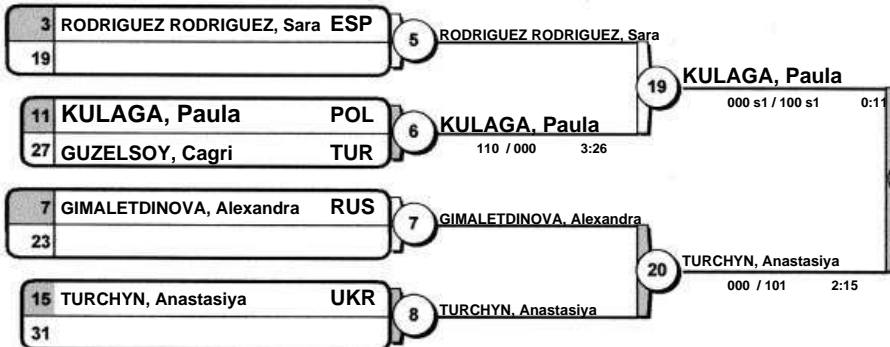 3 RODRIGUEZ RODRIGUEZ, Sara ESP
19
5
RODRIGUEZ RODRIGUEZ, Sara
11 KULAGA, Paula POL
27 GUZELSOY, Cagri TUR
6
KULAGA, Paula
110 / 000 3:26
19
KULAGA, Paula
000 s1 / 100 s1 0:11
7 GIMALETDINOVA, Alexandra RUS
23
7
GIMALETDINOVA, Alexandra
15 TURCHYN, Anastasiya UKR
31
8
TURCHYN, Anastasiya
20
TURCHYN, Anastasiya
000 / 101 2:15